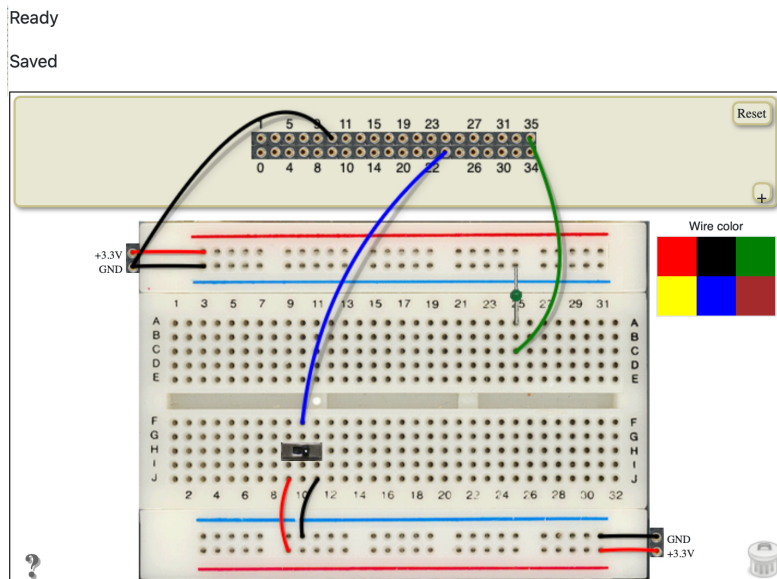 Ready
Saved
Reset
1 5 9 11 15 19 23 27 31 35
0 4 8 10 14 20 22 26 30 34
+
Wire color
+3.3V
GND
1 3 5 7 9 11 13 15 17 19 21 23 25 27 29 31
A A
B B
C C
D D
E E
F F
G G
H H
I I
J J
2 4 6 8 10 12 14 16 18 20 22 24 26 28 30 32
GND
+3.3V
?